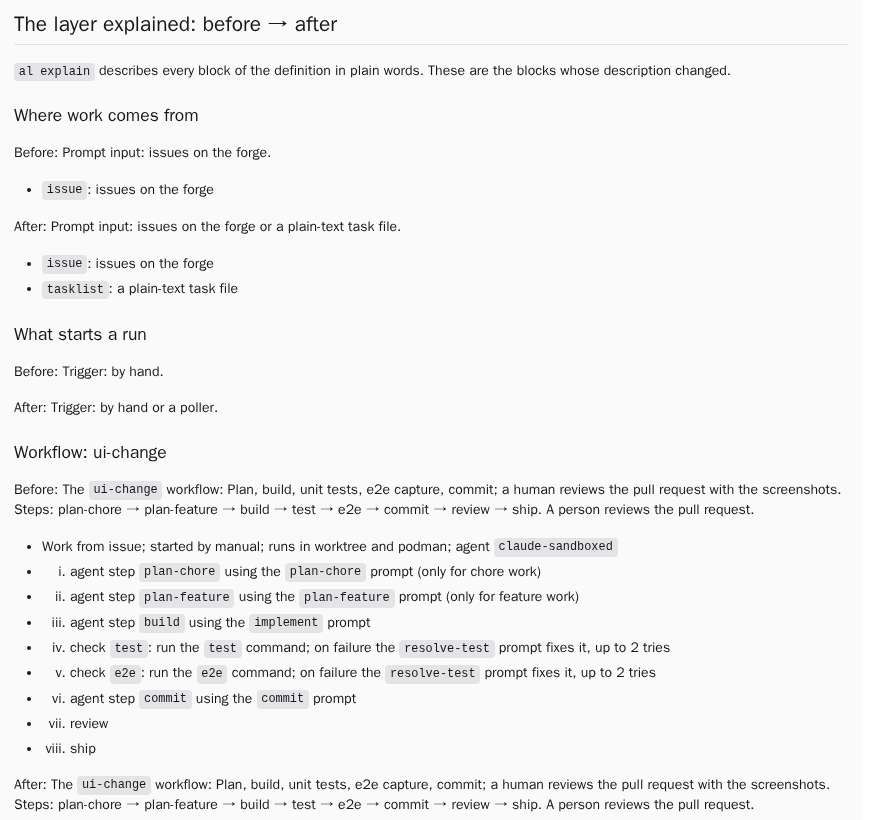 The layer explained: before → after
al explain describes every block of the definition in plain words. These are the blocks whose description changed.
Where work comes from
Before: Prompt input: issues on the forge.
• issue: issues on the forge
After: Prompt input: issues on the forge or a plain-text task file.
• issue: issues on the forge
• tasklist: a plain-text task file
What starts a run
Before: Trigger: by hand.
After: Trigger: by hand or a poller.
Workflow: ui-change
Before: The ui-change workflow: Plan, build, unit tests, e2e capture, commit; a human reviews the pull request with the screenshots.
Steps: plan-chore → plan-feature → build → test → e2e → commit → review → ship. A person reviews the pull request.
• Work from issue; started by manual; runs in worktree and podman; agent claude-sandboxed
• i. agent step plan-chore using the plan-chore prompt (only for chore work)
• ii. agent step plan-feature using the plan-feature prompt (only for feature work)
• iii. agent step build using the implement prompt
• iv. check test: run the test command; on failure the resolve-test prompt fixes it, up to 2 tries
• v. check e2e: run the e2e command; on failure the resolve-test prompt fixes it, up to 2 tries
• vi. agent step commit using the commit prompt
• vii. review
• viii. ship
After: The ui-change workflow: Plan, build, unit tests, e2e capture, commit; a human reviews the pull request with the screenshots.
Steps: plan-chore → plan-feature → build → test → e2e → commit → review → ship. A person reviews the pull request.